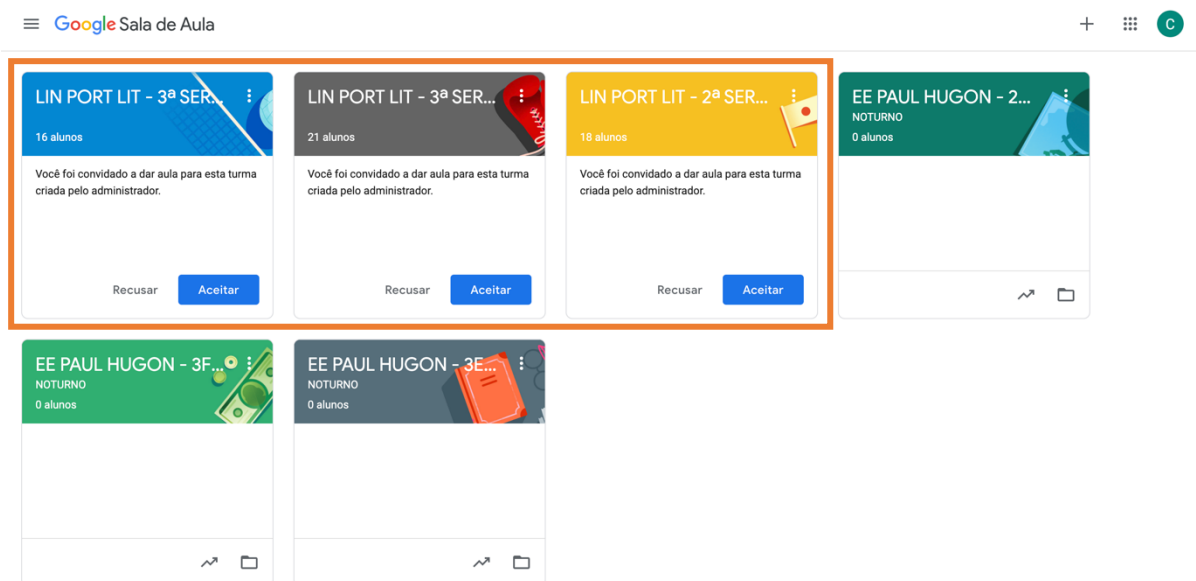 Google Sala de Aula
C
LIN PORT LIT - 3ª SER...
16 alunos
Você foi convidado a dar aula para esta turma
criada pelo administrador.
Recusar
Aceitar
LIN PORT LIT - 3ª SER...
21 alunos
Você foi convidado a dar aula para esta turma
criada pelo administrador.
Recusar
Aceitar
LIN PORT LIT - 2ª SER...
18 alunos
Você foi convidado a dar aula para esta turma
criada pelo administrador.
Recusar
Aceitar
EE PAUL HUGON - 2...
NOTURNO
0 alunos
EE PAUL HUGON - 3F...
NOTURNO
0 alunos
EE PAUL HUGON - 3E...
NOTURNO
0 alunos